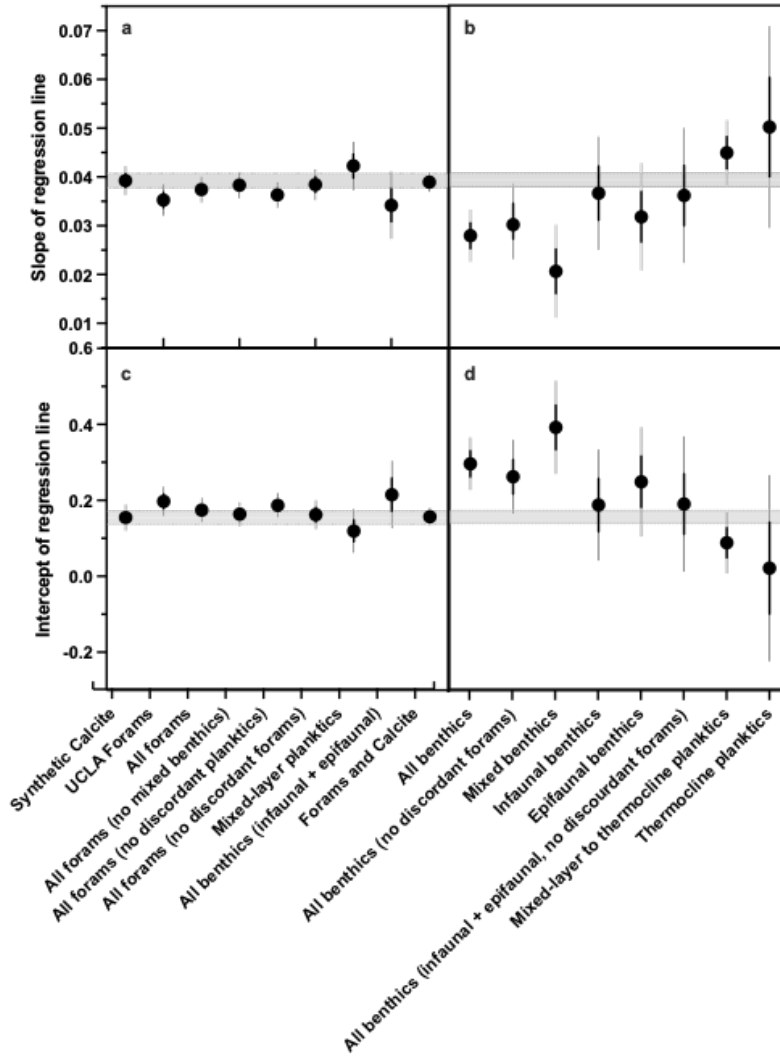 a
b
0.07
0.06
0.05
0.04
0.03
0.02
0.01
Slope of regression line
c
d
0.6
0.4
0.2
0.0
-0.2
Intercept of regression line
Synthetic Calcite
UCLA Forams
All forams
All forams (no mixed benthics)
All forams (no discordant planktics)
All forams (no discordant forams)
Mixed-layer planktics
All benthics (infaunal + epifaunal)
Forams and Calcite
All benthics
All benthics (no discordant forams)
Mixed benthics
Infaunal benthics
Epifaunal benthics
All benthics (infaunal + epifaunal, no discourdant forams)
Mixed-layer to thermocline planktics
Thermocline planktics